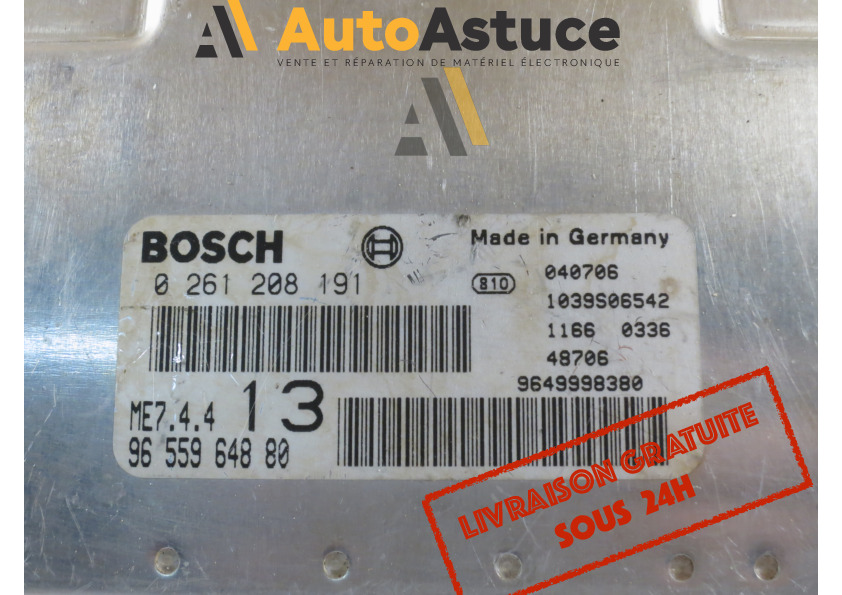 AutoAstuce
VENTE ET RÉPARATION DE MATÉRIEL ÉLECTRONIQUE
BOSCH
Made in Germany
0 261 208 191
810
040706
1039S06542
1166 0336
48706
9649998380
ME7.4.4 13
96 559 648 80
LIVRAISON GRATUITE
SOUS 24H